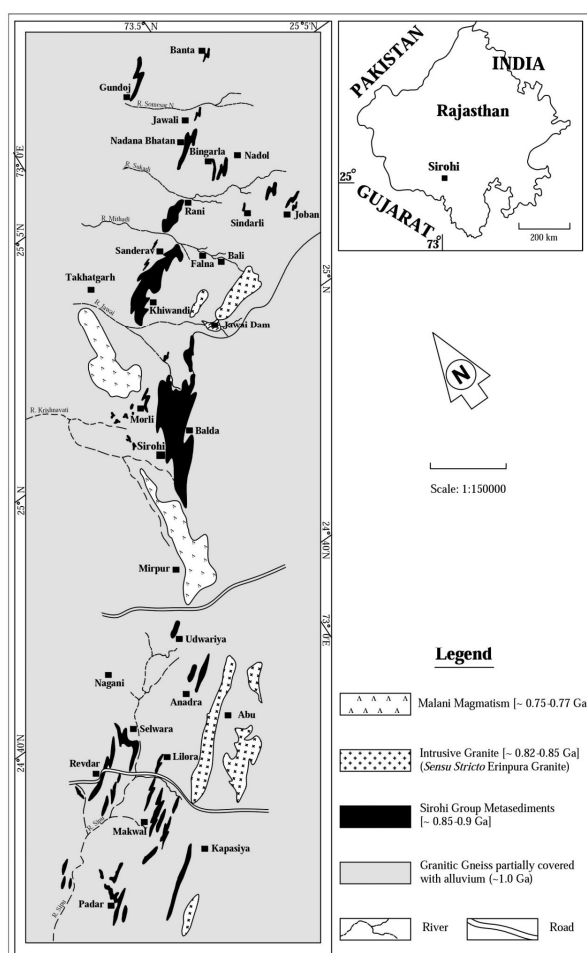 73.5°
25°5'
Banta
Gundoj
R. Somesar N.
Jawali
Nadana Bhatan
Bingarla
Nadol
73°0'E
R. Sukadi
Rani
Sindarli
Joban
R. Mithadi
25°5'
Sanderav
Falna
Bali
Takhatgarh
25°N
Khiwandi
R. Jawai
Jawai Dam
Morli
R. Krishnavati
Balda
Sirohi
25°N
24°40'N
Mirpur
73°0'E
Udwariya
Nagani
Anadra
Abu
Selwara
24°40'N
Lilora
Revdar
R. Sipu
Makwal
Kapasiya
Padar
R. Sipu
PAKISTAN
INDIA
Rajasthan
Sirohi
25°
GUJARAT
73°
200 km
N
Scale: 1:150000
Legend
Malani Magmatism [~ 0.75-0.77 Ga]
Intrusive Granite [~ 0.82-0.85 Ga]
(Sensu Stricto Erinpura Granite)
Sirohi Group Metasediments
[~ 0.85-0.9 Ga]
Granitic Gneiss partially covered
with alluvium (~1.0 Ga)
River
Road